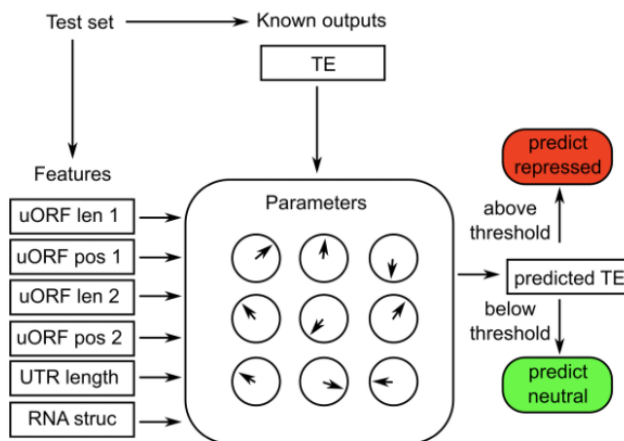 Test set
Known outputs
TE
Features
uORF len 1
uORF pos 1
uORF len 2
uORF pos 2
UTR length
RNA struc
Parameters
predict
repressed
above
threshold
predicted TE
below
threshold
predict
neutral